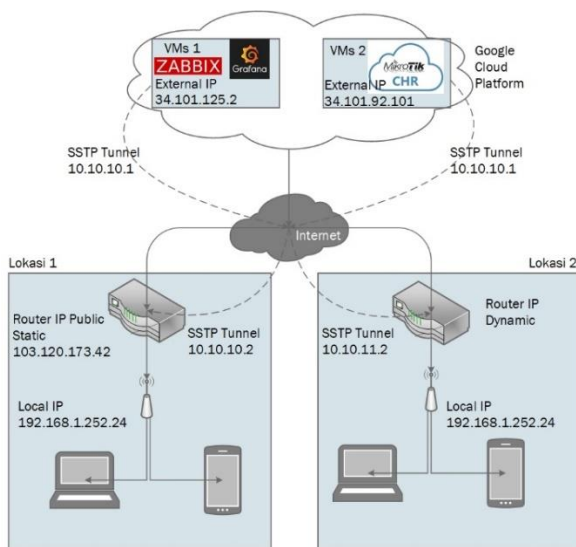 VMs 1
ZABBIX
Grafana
External IP
34.101.125.2
VMs 2
MikroTik
CHR
External IP
34.101.92.101
Google
Cloud
Platform
SSTP Tunnel
10.10.10.1
SSTP Tunnel
10.10.10.1
Internet
Lokasi 1
Router IP Public
Static
103.120.173.42
SSTP Tunnel
10.10.10.2
Local IP
192.168.1.252.24
Lokasi 2
Router IP
Dynamic
SSTP Tunnel
10.10.11.2
Local IP
192.168.1.252.24